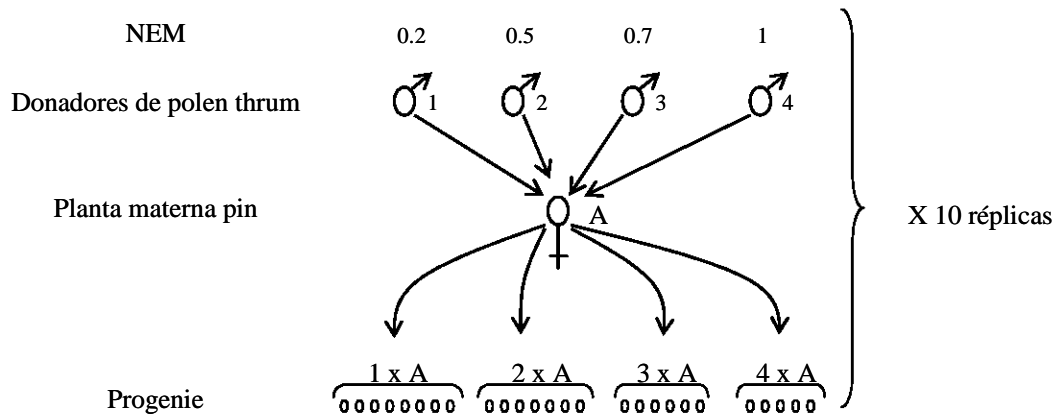 NEM 0.2 0.5 0.7 1
Donadores de polen thrum 1 2 3 4
Planta materna pin A X 10 réplicas
1 x A 2 x A 3 x A 4 x A
Progenie 00000000 0000000 000000 00000